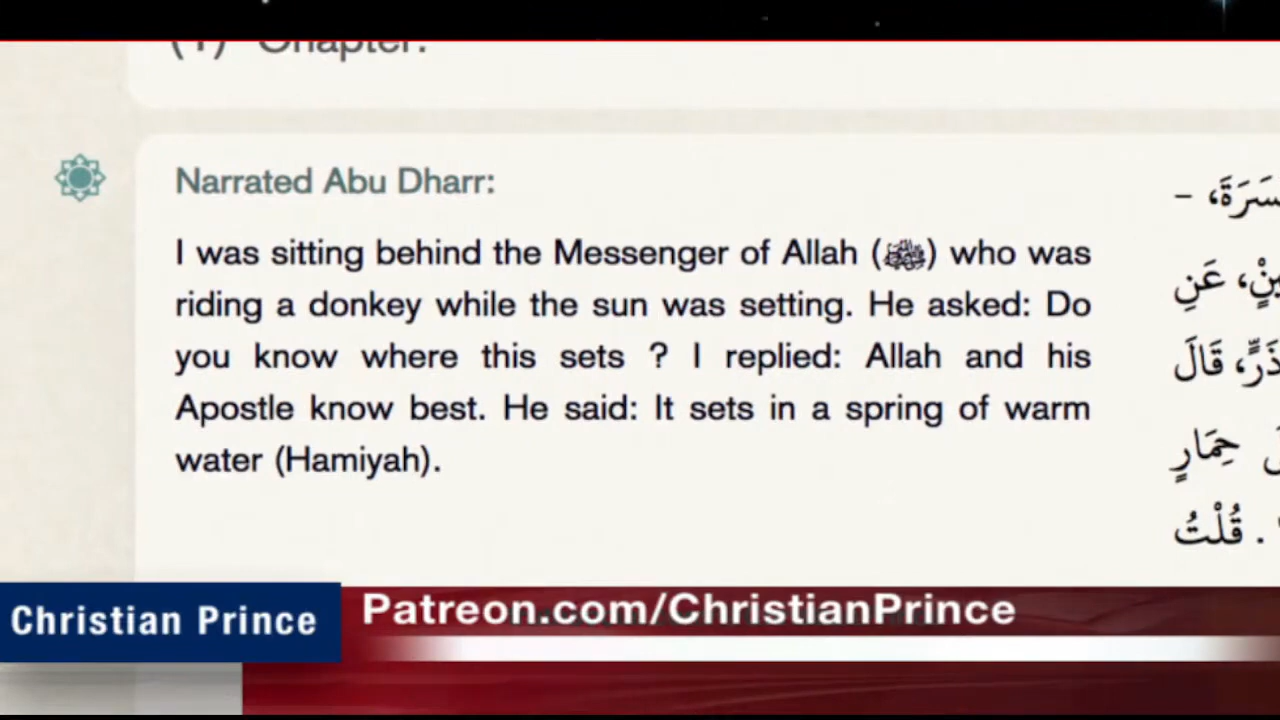 (1) Chapter:
Narrated Abu Dharr:
I was sitting behind the Messenger of Allah (ﷺ) who was
riding a donkey while the sun was setting. He asked: Do
you know where this sets ? I replied: Allah and his
Apostle know best. He said: It sets in a spring of warm
water (Hamiyah).
سَرَةَ، -
عَنِ
ذَرٍّ، قَالَ
حِمَارٍ
. قُلْتُ
Christian Prince
Patreon.com/ChristianPrince